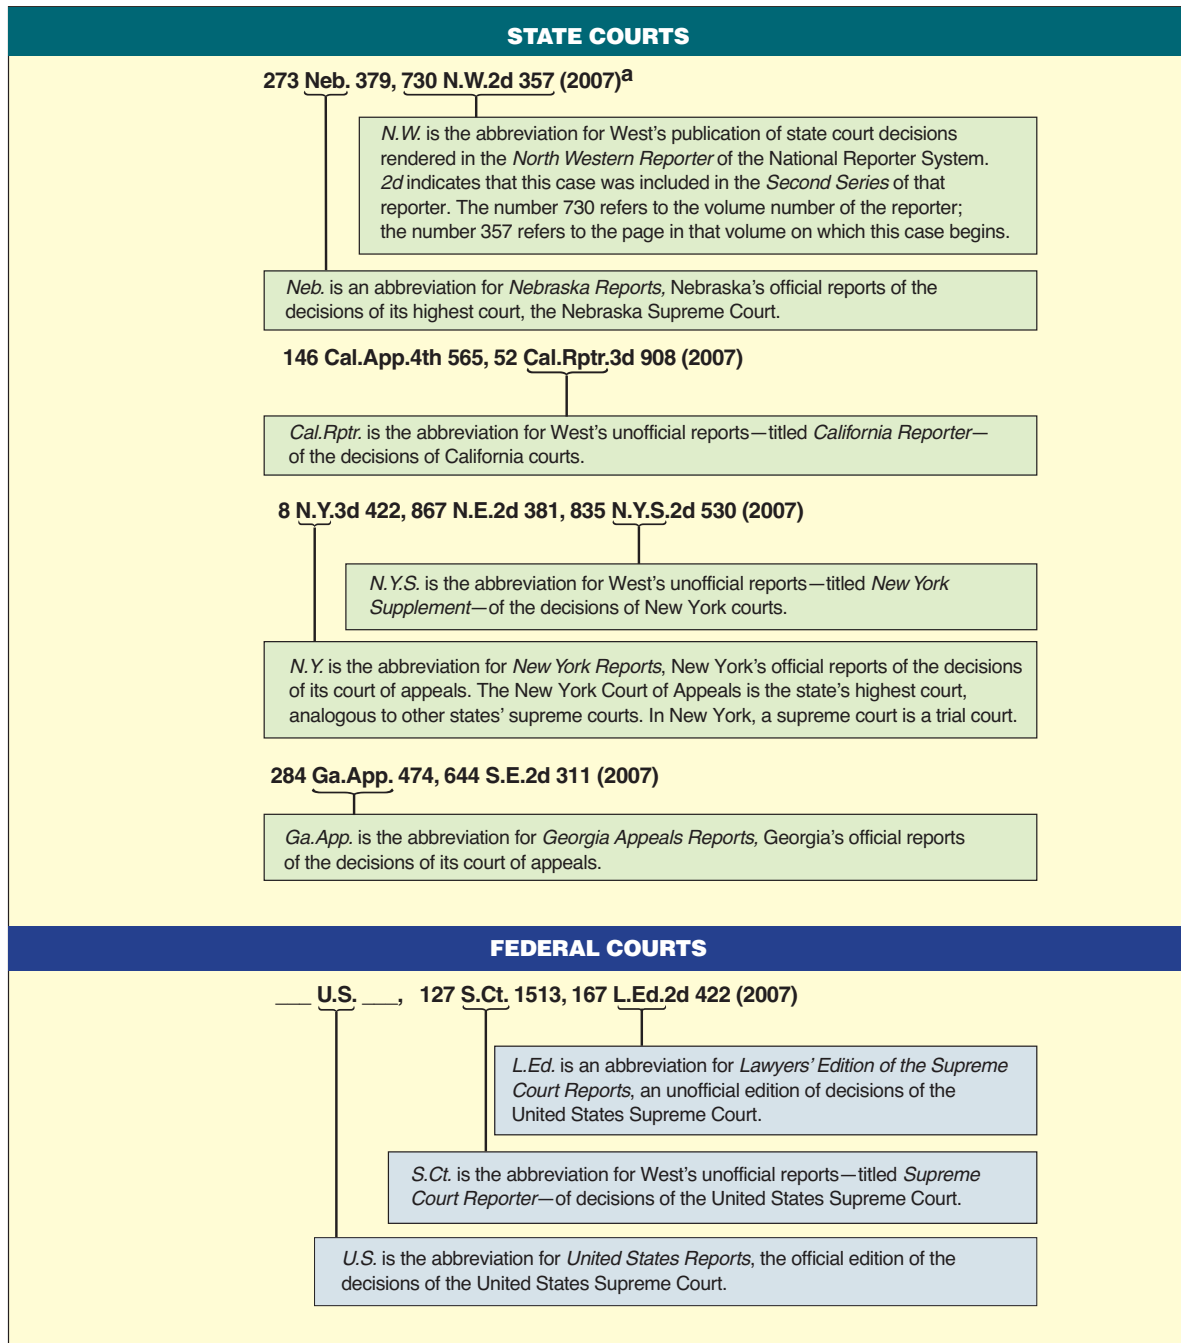 STATE COURTS
273 Neb. 379, 730 N.W.2d 357 (2007)a
N.W. is the abbreviation for West's publication of state court decisions
rendered in the North Western Reporter of the National Reporter System.
2d indicates that this case was included in the Second Series of that
reporter. The number 730 refers to the volume number of the reporter;
the number 357 refers to the page in that volume on which this case begins.
Neb. is an abbreviation for Nebraska Reports, Nebraska's official reports of the
decisions of its highest court, the Nebraska Supreme Court.
146 Cal.App.4th 565, 52 Cal.Rptr.3d 908 (2007)
Cal.Rptr. is the abbreviation for West's unofficial reports—titled California Reporter—
of the decisions of California courts.
8 N.Y.3d 422, 867 N.E.2d 381, 835 N.Y.S.2d 530 (2007)
N.Y.S. is the abbreviation for West's unofficial reports—titled New York
Supplement—of the decisions of New York courts.
N.Y. is the abbreviation for New York Reports, New York's official reports of the decisions
of its court of appeals. The New York Court of Appeals is the state's highest court,
analogous to other states' supreme courts. In New York, a supreme court is a trial court.
284 Ga.App. 474, 644 S.E.2d 311 (2007)
Ga.App. is the abbreviation for Georgia Appeals Reports, Georgia's official reports
of the decisions of its court of appeals.
FEDERAL COURTS
___ U.S. ___, 127 S.Ct. 1513, 167 L.Ed.2d 422 (2007)
L.Ed. is an abbreviation for Lawyers' Edition of the Supreme
Court Reports, an unofficial edition of decisions of the
United States Supreme Court.
S.Ct. is the abbreviation for West's unofficial reports—titled Supreme
Court Reporter—of decisions of the United States Supreme Court.
U.S. is the abbreviation for United States Reports, the official edition of the
decisions of the United States Supreme Court.